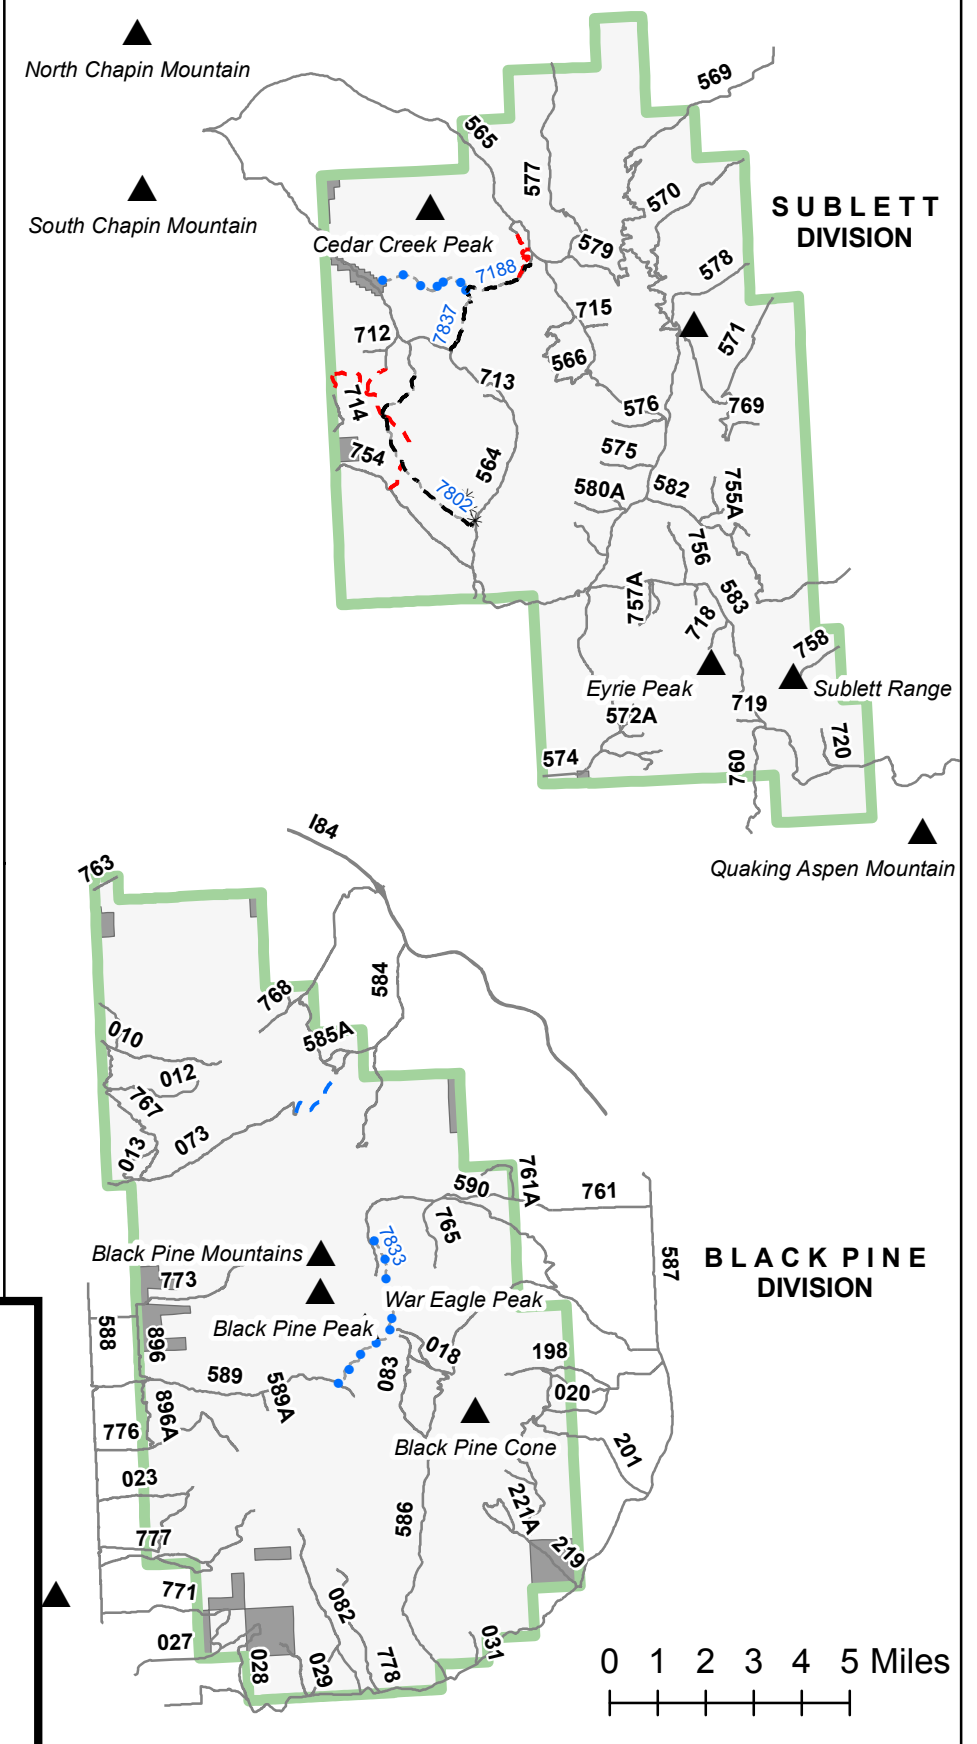 North Chapin Mountain
569
565
577
570
South Chapin Mountain
SUBLETT
DIVISION
Cedar Creek Peak
579
578
7188
715
7837
712
571
566
713
714
576
769
575
754
564
580A
582
755A
7802
756
757A
583
718
758
Eyrie Peak
Sublett Range
719
572A
720
574
760
I84
763
Quaking Aspen Mountain
584
768
010
585A
012
767
073
013
761A
590
761
765
7833
Black Pine Mountains
587
BLACK PINE
DIVISION
773
War Eagle Peak
Black Pine Peak
588
896
018
198
083
589
589A
020
896A
776
Black Pine Cone
201
023
221A
586
777
219
771
082
027
031
028
029
778
0 1 2 3 4 5 Miles